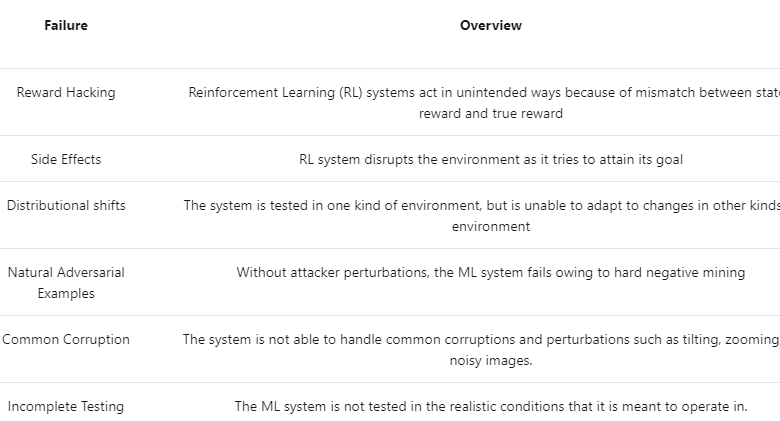 Failure Overview
Reward Hacking Reinforcement Learning (RL) systems act in unintended ways because of mismatch between
reward and true reward
Side Effects RL system disrupts the environment as it tries to attain its goal
Distributional shifts The system is tested in one kind of environment, but is unable to adapt to changes in other kinds
environment
Natural Adversarial Without attacker perturbations, the ML system fails owing to hard negative mining
Examples
Common Corruption The system is not able to handle common corruptions and perturbations such as tilting, zooming
noisy images.
Incomplete Testing The ML system is not tested in the realistic conditions that it is meant to operate in.